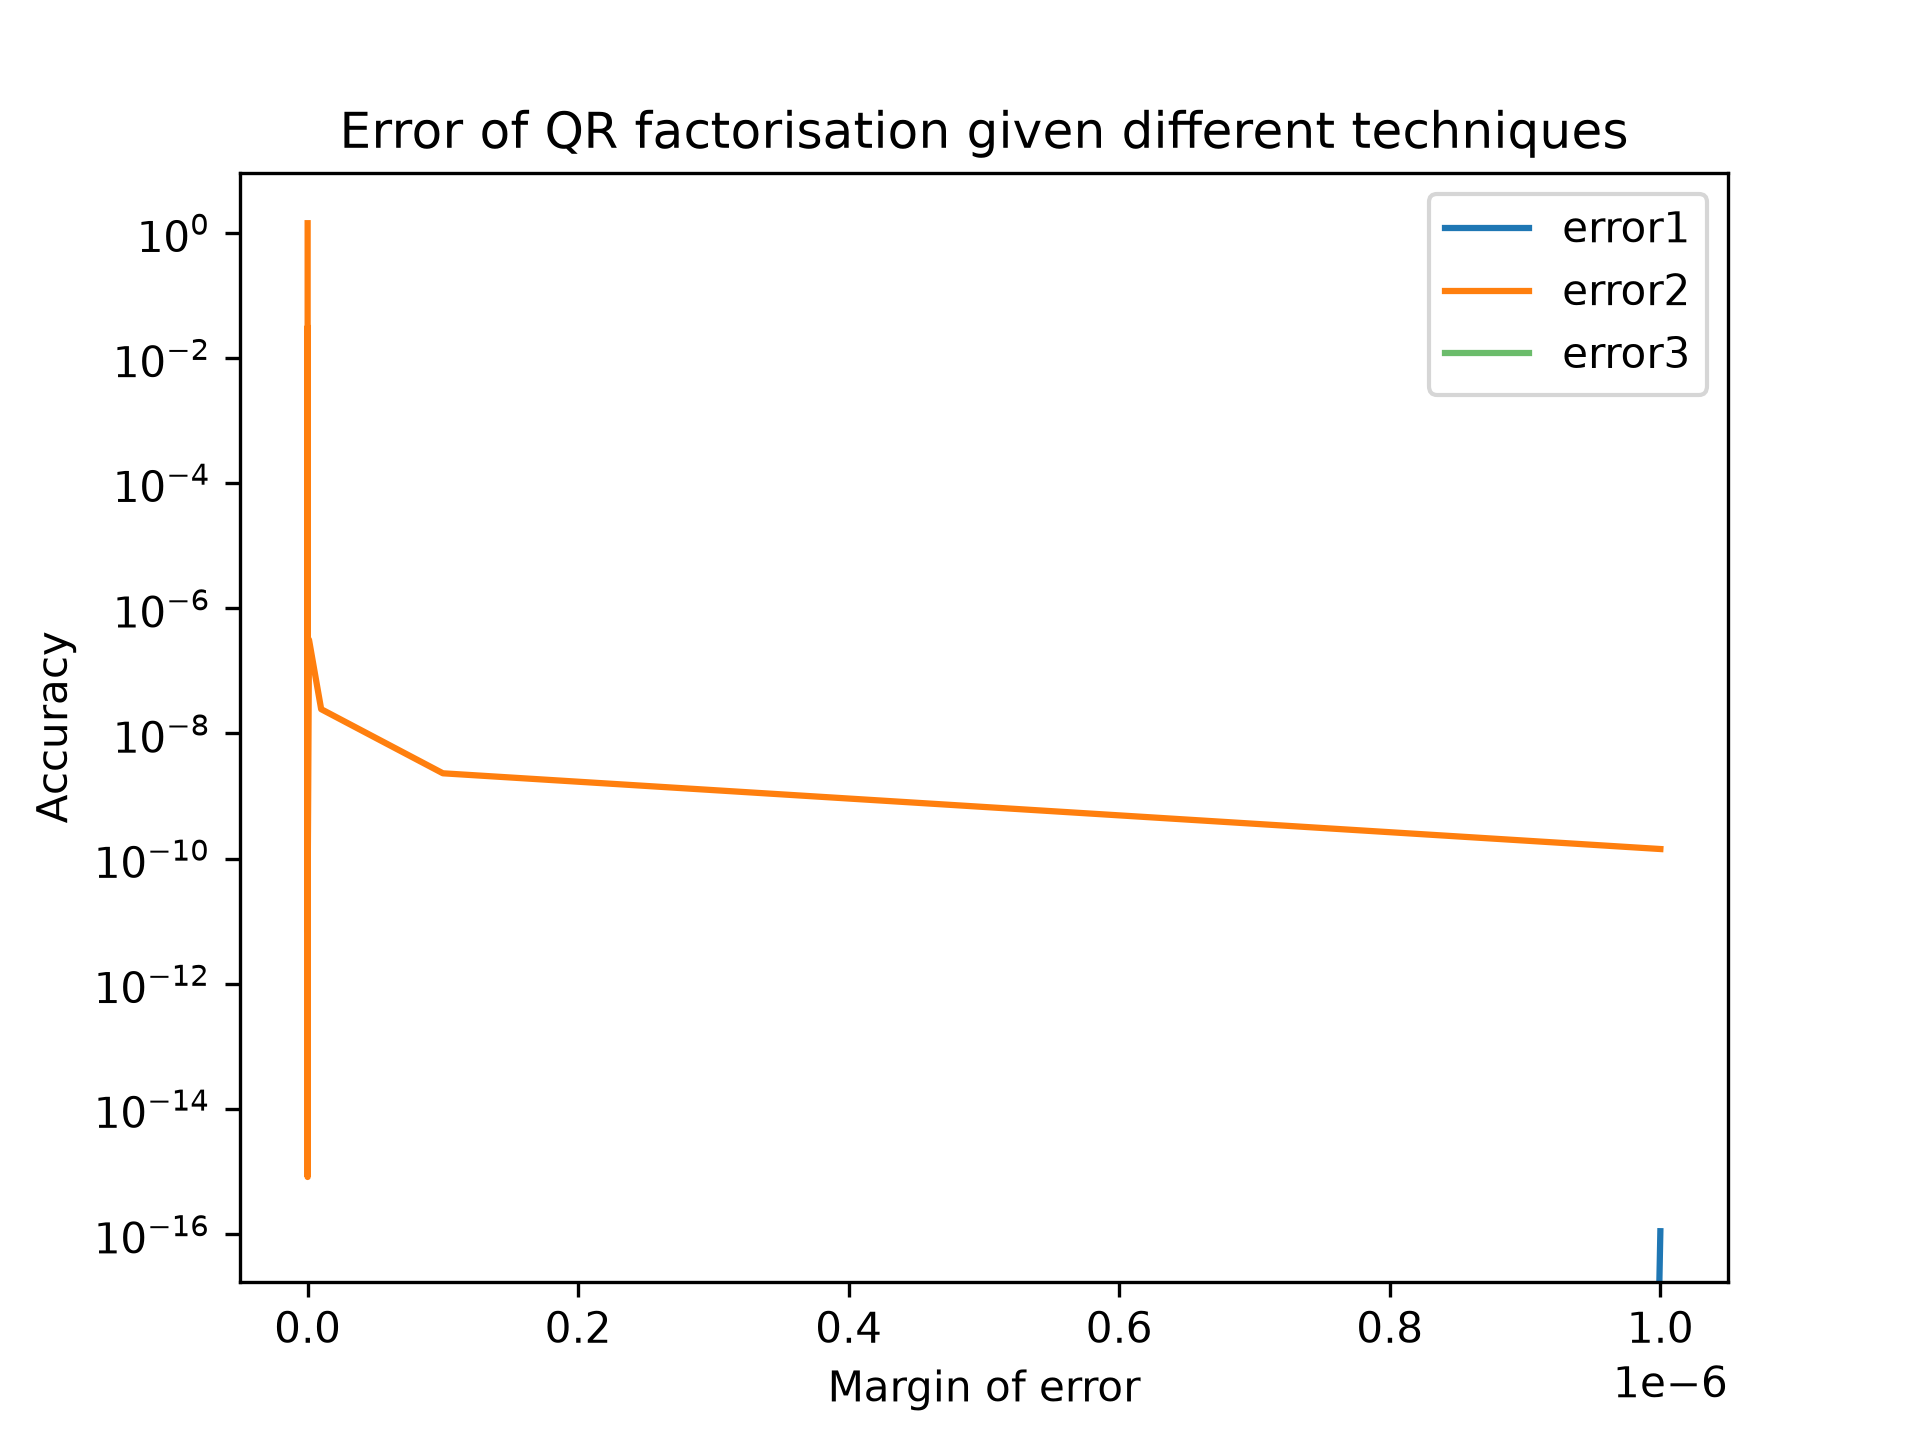 Error of QR factorisation given different techniques
error1
error2
error3
10⁰
10⁻²
10⁻⁴
10⁻⁶
10⁻⁸
10⁻¹⁰
10⁻¹²
10⁻¹⁴
10⁻¹⁶
Accuracy
0.0 0.2 0.4 0.6 0.8 1.0
1e−6
Margin of error